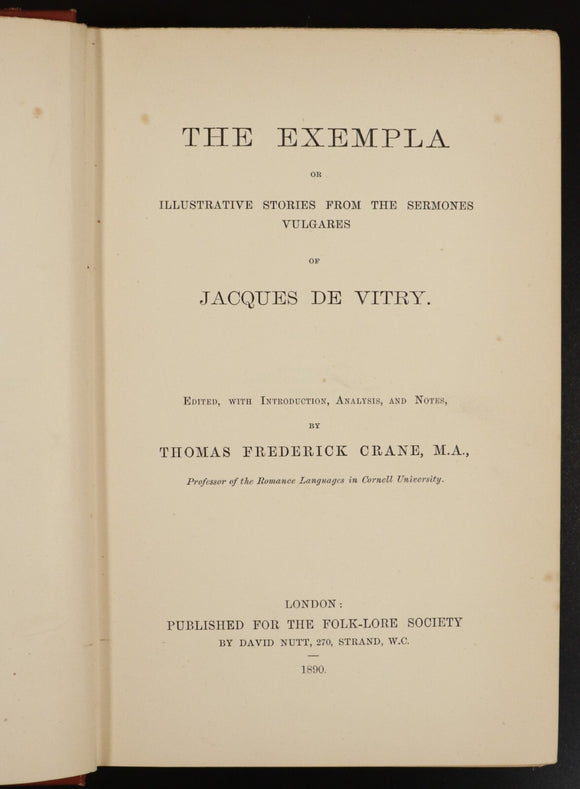 THE EXEMPLA
OR
ILLUSTRATIVE STORIES FROM THE SERMONES
VULGARES
OF
JACQUES DE VITRY.
EDITED, WITH INTRODUCTION, ANALYSIS, AND NOTES,
BY
THOMAS FREDERICK CRANE, M.A.,
Professor of the Romance Languages in Cornell University.
LONDON:
PUBLISHED FOR THE FOLK-LORE SOCIETY
BY DAVID NUTT, 270, STRAND, W.C.
1890.